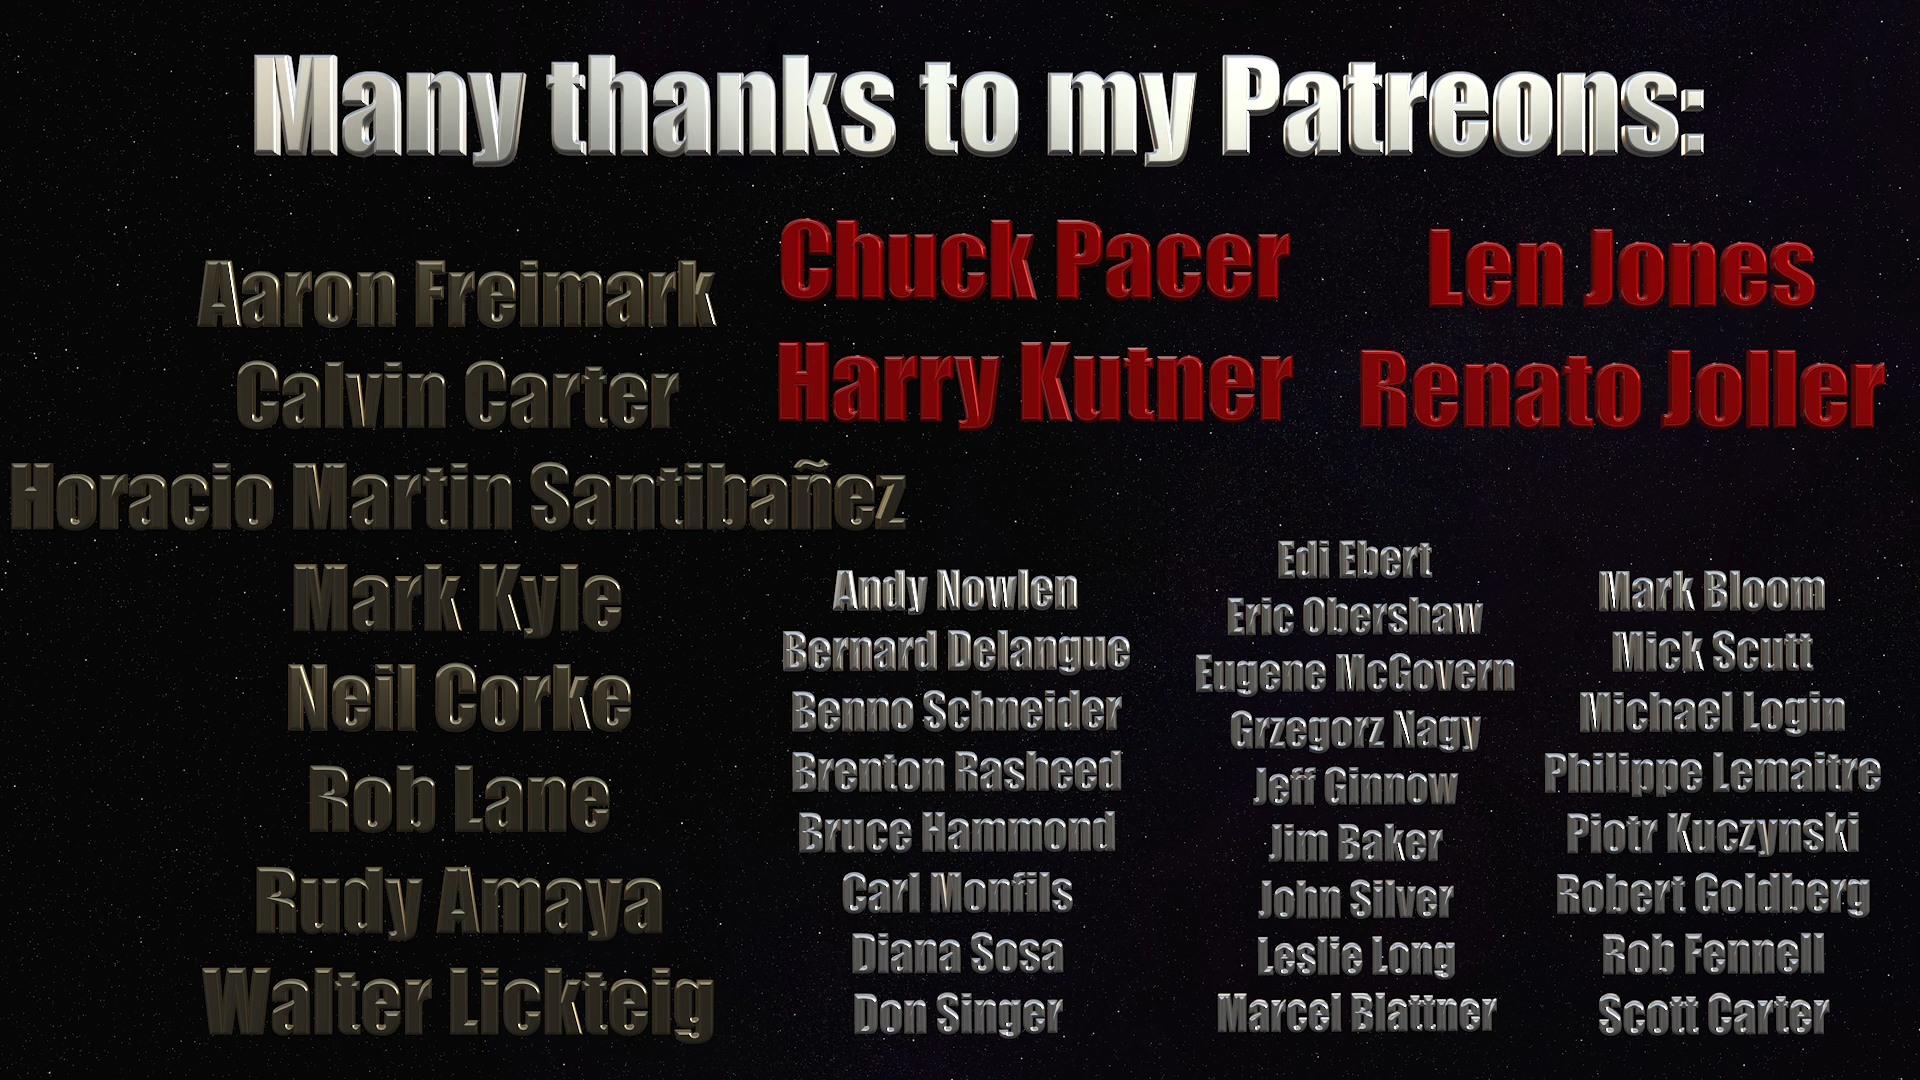 Many thanks to my Patreons:
Aaron Freimark
Calvin Carter
Horacio Martin Santibañez
Mark Kyle
Neil Corke
Rob Lane
Rudy Amaya
Walter Lickteig
Chuck Pacer
Harry Kutner
Len Jones
Renato Joller
Andy Nowlen
Bernard Delangue
Benno Schneider
Brenton Rasheed
Bruce Hammond
Carl Monfils
Diana Sosa
Don Singer
Edi Ebert
Eric Obershaw
Eugene McGovern
Grzegorz Nagy
Jeff Ginnow
Jim Baker
John Silver
Leslie Long
Marcel Blattner
Mark Bloom
Mick Scutt
Michael Login
Philippe Lemaitre
Piotr Kuczynski
Robert Goldberg
Rob Fennell
Scott Carter